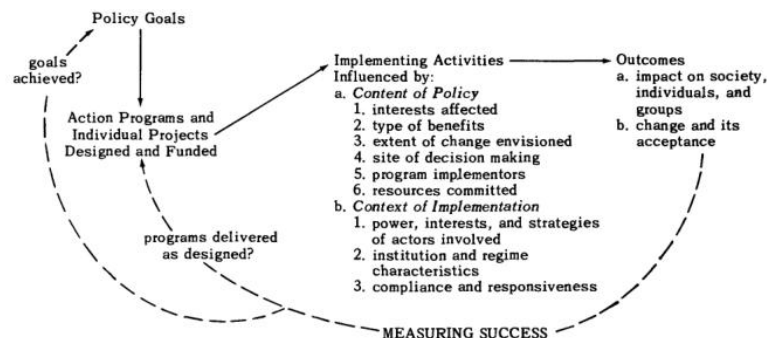 Policy Goals
goals
achieved?
Action Programs and
Individual Projects
Designed and Funded
programs delivered
as designed?
Implementing Activities
Influenced by:
a. Content of Policy
1. interests affected
2. type of benefits
3. extent of change envisioned
4. site of decision making
5. program implementors
6. resources committed
b. Context of Implementation
1. power, interests, and strategies
of actors involved
2. institution and regime
characteristics
3. compliance and responsiveness
Outcomes
a. impact on society,
individuals, and
groups
b. change and its
acceptance
MEASURING SUCCESS